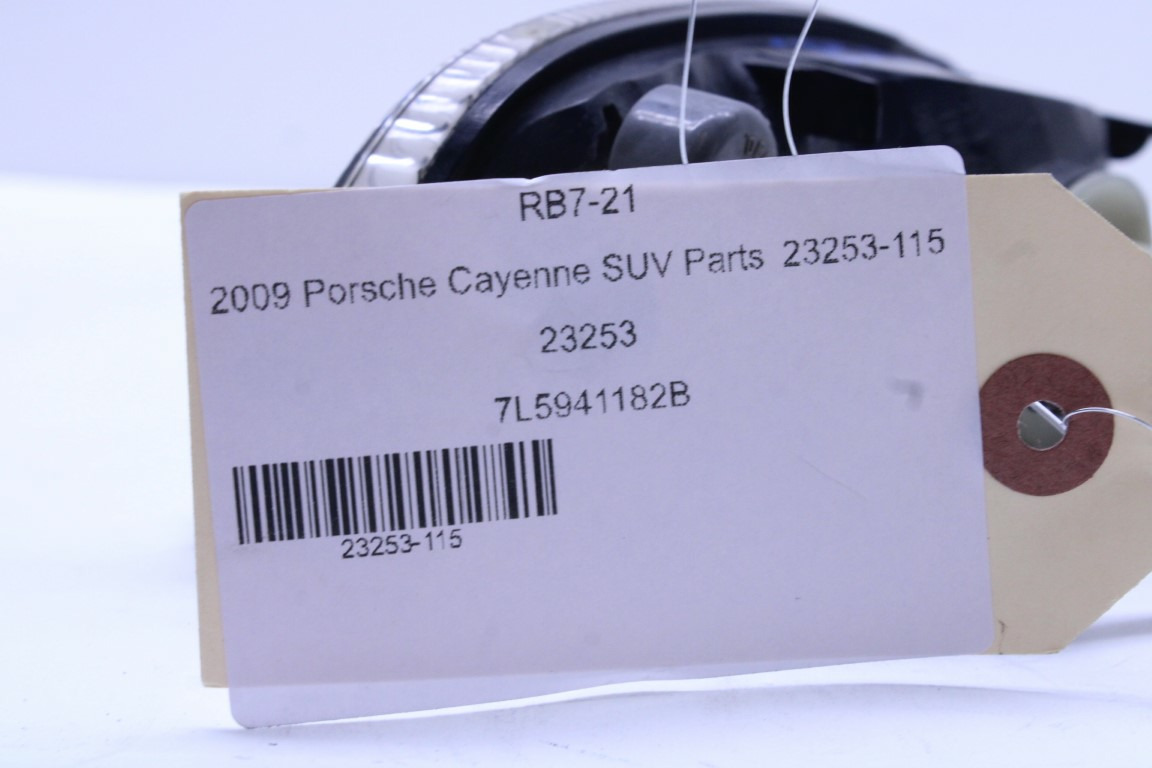 RB7-21
2009 Porsche Cayenne SUV Parts 23253-115
23253
7L5941182B
23253-115